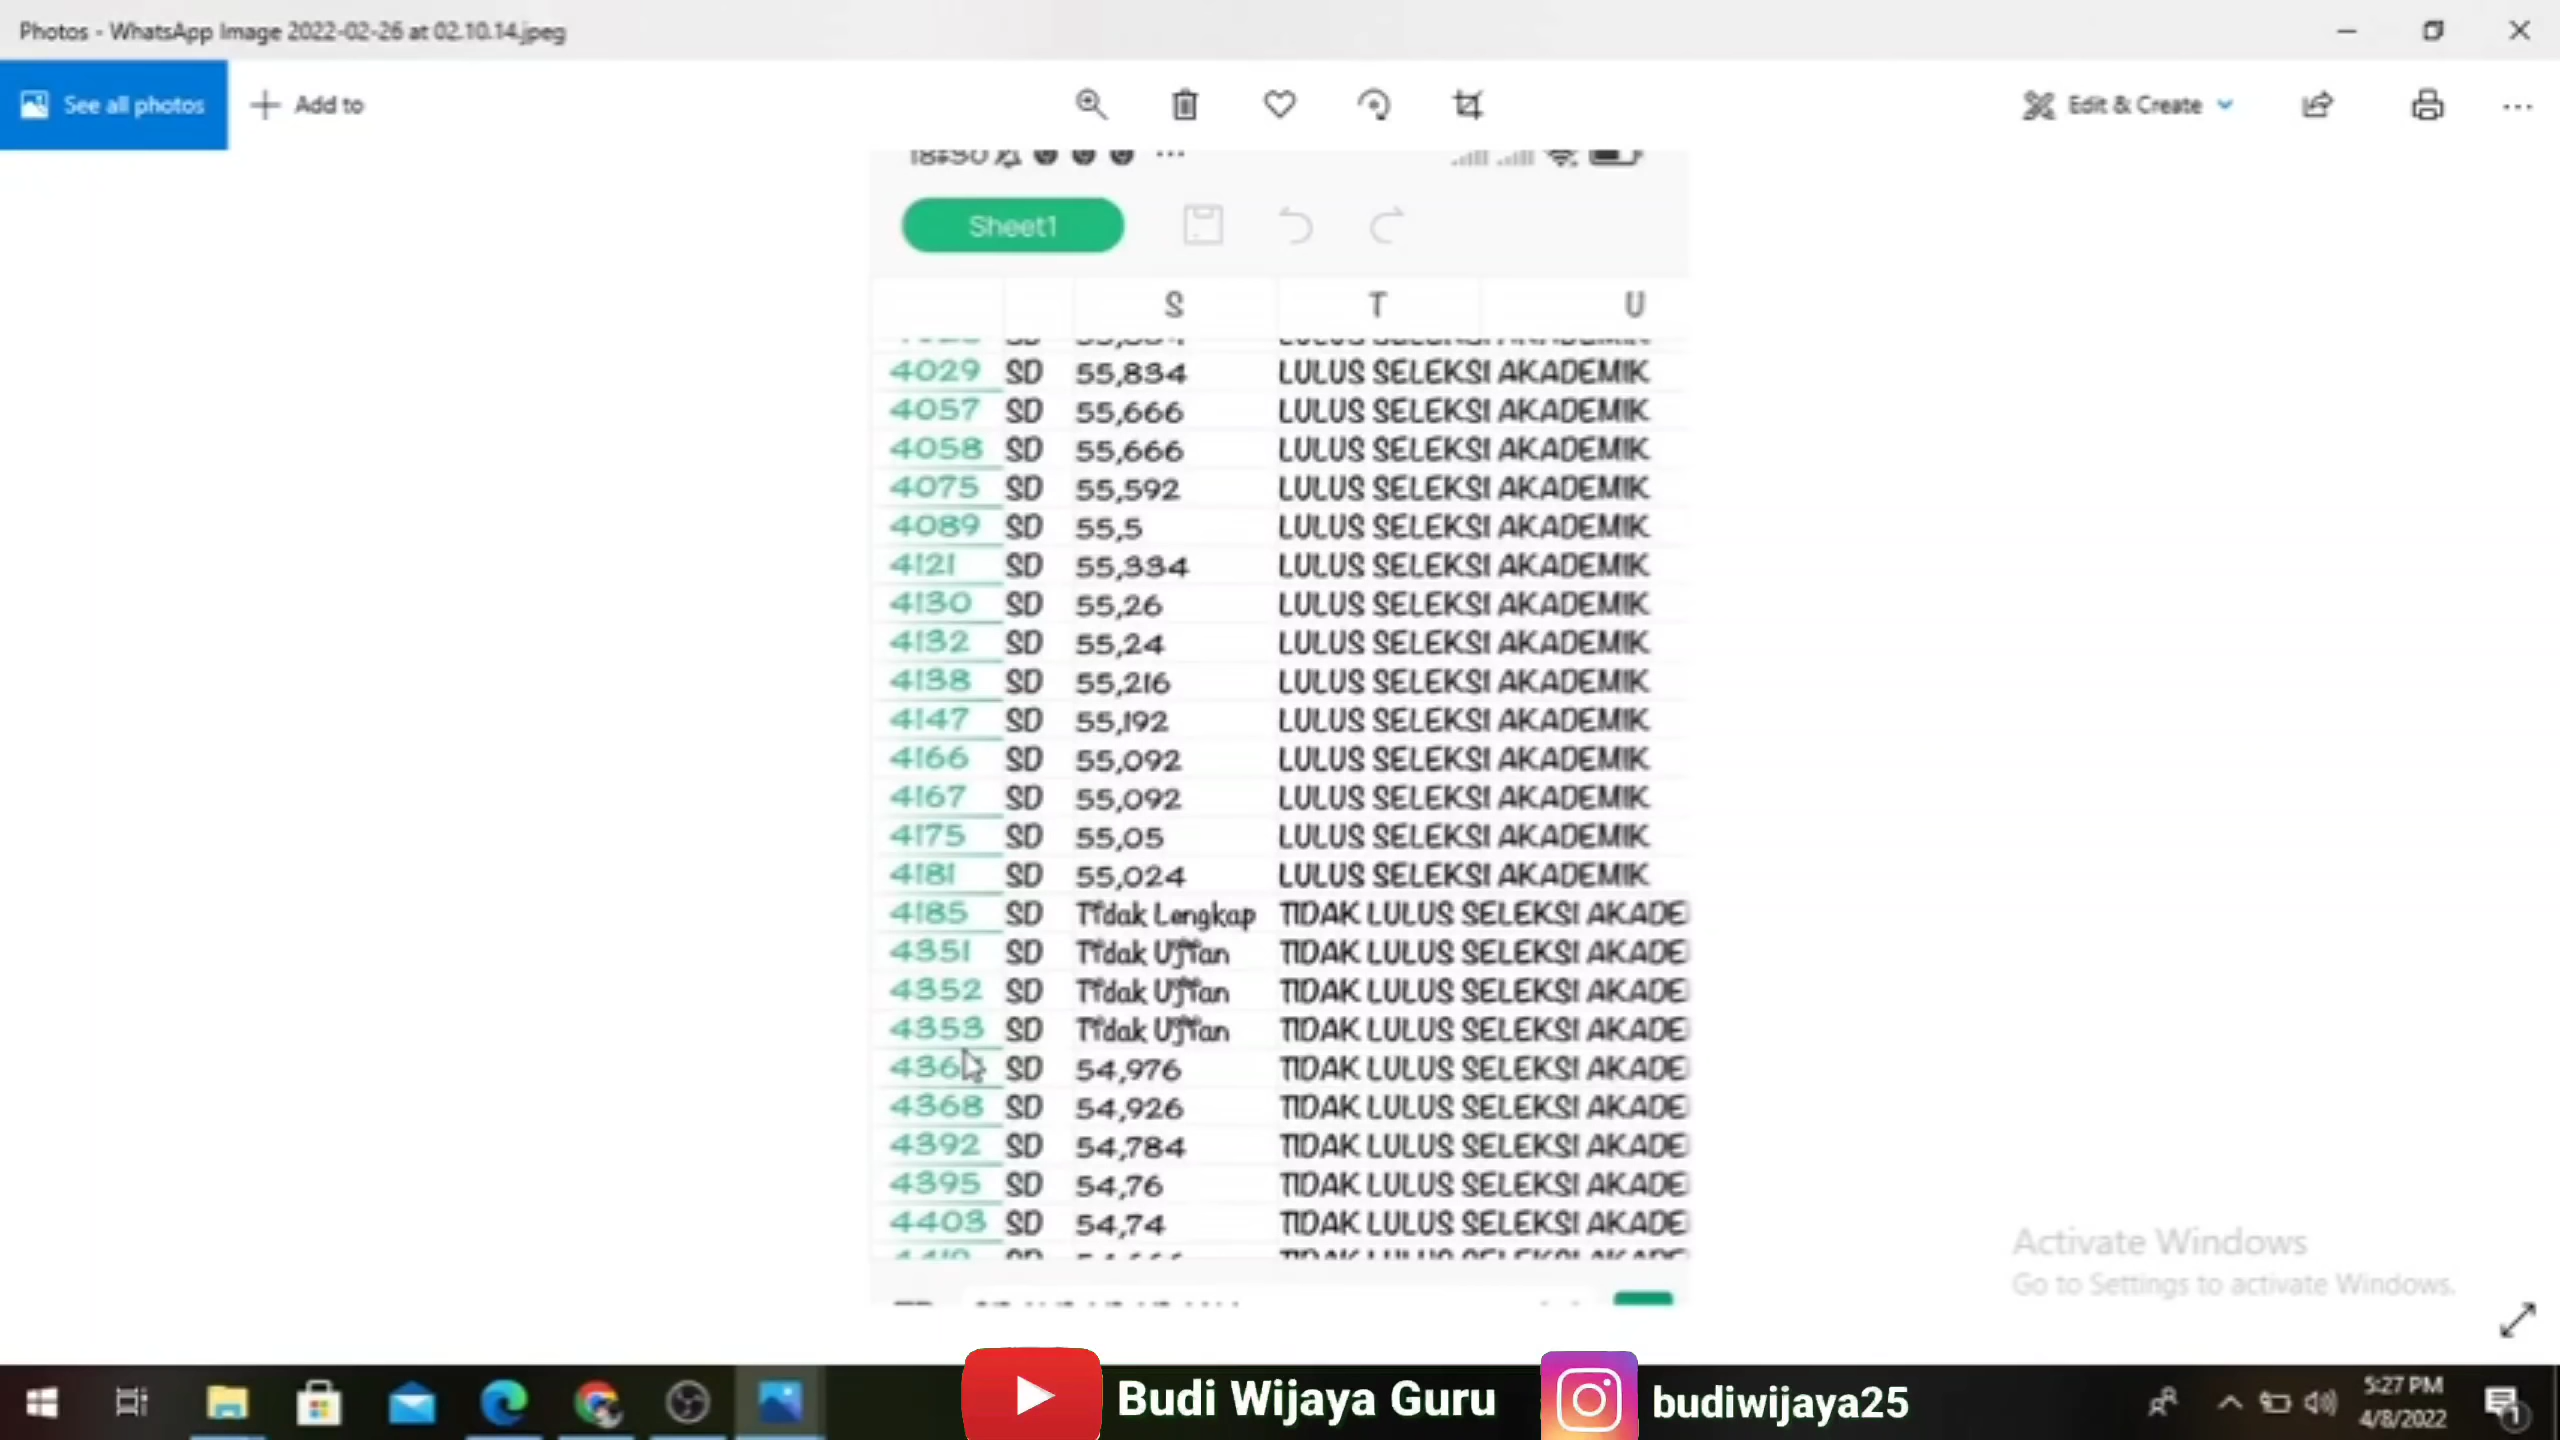 Photos - WhatsApp Image 2022-02-26 at 02.10.14.jpeg
See all photos
Add to
Edit & Create
Sheet1
S T U
4029 SD 55,834 LULUS SELEKSI AKADEMIK
4057 SD 55,666 LULUS SELEKSI AKADEMIK
4058 SD 55,666 LULUS SELEKSI AKADEMIK
4075 SD 55,592 LULUS SELEKSI AKADEMIK
4089 SD 55,5 LULUS SELEKSI AKADEMIK
4121 SD 55,334 LULUS SELEKSI AKADEMIK
4130 SD 55,26 LULUS SELEKSI AKADEMIK
4132 SD 55,24 LULUS SELEKSI AKADEMIK
4138 SD 55,216 LULUS SELEKSI AKADEMIK
4147 SD 55,192 LULUS SELEKSI AKADEMIK
4166 SD 55,092 LULUS SELEKSI AKADEMIK
4167 SD 55,092 LULUS SELEKSI AKADEMIK
4175 SD 55,05 LULUS SELEKSI AKADEMIK
4181 SD 55,024 LULUS SELEKSI AKADEMIK
4185 SD Tidak Lengkap TIDAK LULUS SELEKSI AKADE
4351 SD Tidak Ujian TIDAK LULUS SELEKSI AKADE
4352 SD Tidak Ujian TIDAK LULUS SELEKSI AKADE
4353 SD Tidak Ujian TIDAK LULUS SELEKSI AKADE
SD 54,976 TIDAK LULUS SELEKSI AKADE
4368 SD 54,926 TIDAK LULUS SELEKSI AKADE
4392 SD 54,784 TIDAK LULUS SELEKSI AKADE
4395 SD 54,76 TIDAK LULUS SELEKSI AKADE
4403 SD 54,74 TIDAK LULUS SELEKSI AKADE
Activate Windows
Go to Settings to activate Windows.
Budi Wijaya Guru
budiwijaya25
5:27 PM
4/8/2022
1